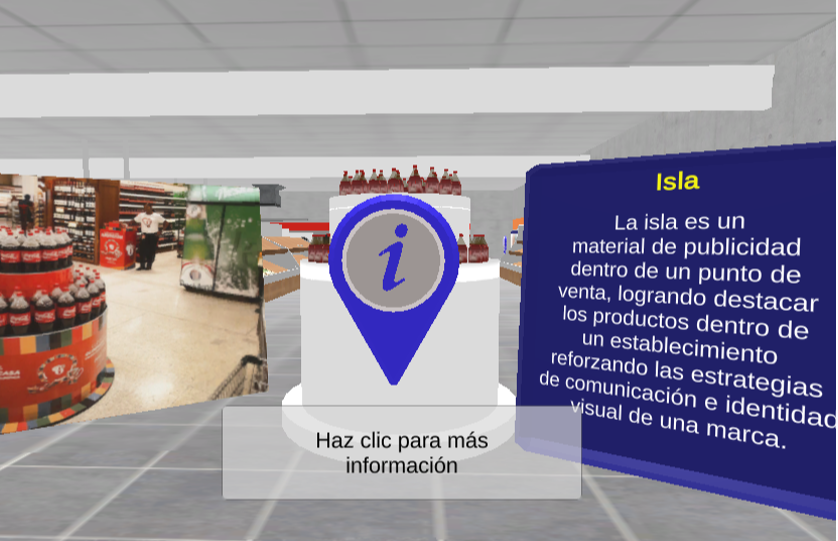 Isla
La isla es un
material de publicidad
dentro de un punto de
venta, logrando destacar
los productos dentro de
un establecimiento
reforzando las estrategias
de comunicación e identidad
visual de una marca.
i
Haz clic para más
información